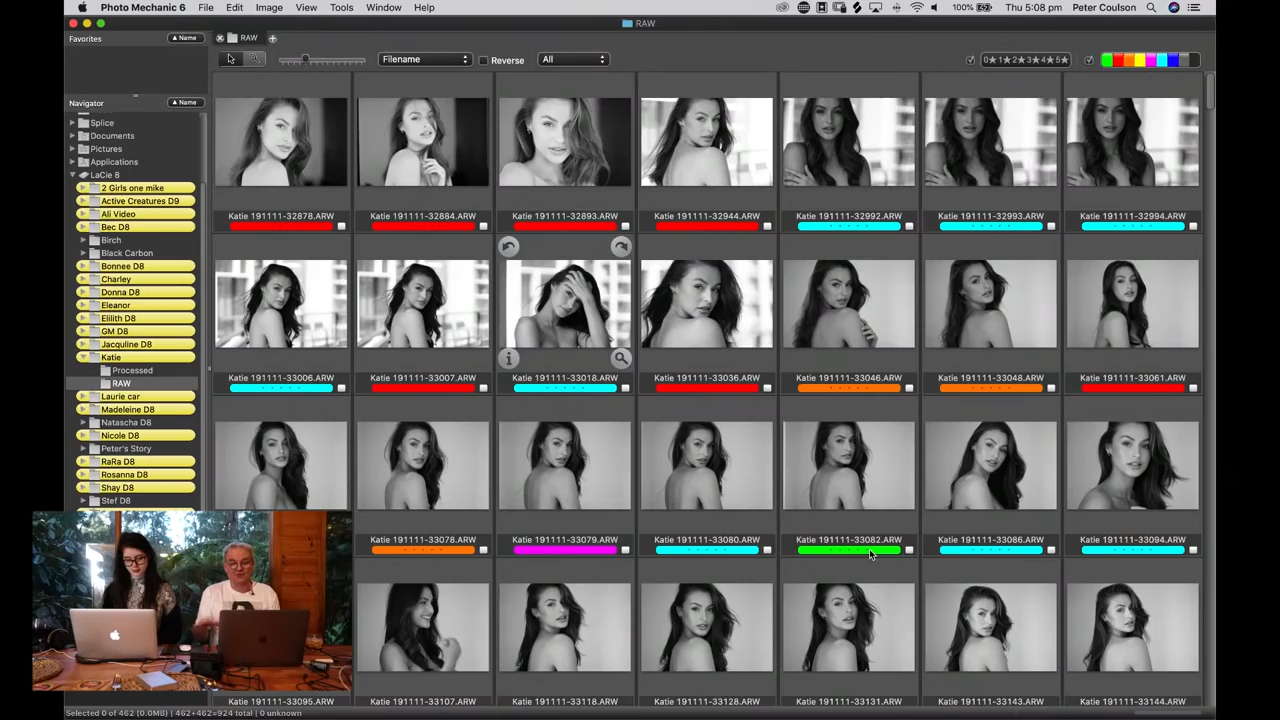 Photo Mechanic 6 File Edit Image View Tools Window Help 100% Thu 5:08 pm Peter Coulson
RAW
Favorites ▲Name RAW
Filename Reverse All 0★1★2★3★4★5★
Navigator ▲Name
Splice
Documents
Pictures
Applications
LaCie 8
2 Girls one mike
Active Creatures D9
Ali Video
Bec D8
Birch
Black Carbon
Bonnee D8
Charley
Donna D8
Eleanor
Elilith D8
GM D8
Jacquline D8
Katie
Processed
RAW
Laurie car
Madeleine D8
Natascha D8
Nicole D8
Peter's Story
RaRa D8
Rosanna D8
Shay D8
Stef D8
Katie 191111-32878.ARW Katie 191111-32884.ARW Katie 191111-32893.ARW Katie 191111-32944.ARW Katie 191111-32992.ARW Katie 191111-32993.ARW Katie 191111-32994.ARW
Katie 191111-33006.ARW Katie 191111-33007.ARW Katie 191111-33018.ARW Katie 191111-33036.ARW Katie 191111-33046.ARW Katie 191111-33048.ARW Katie 191111-33061.ARW
Katie 191111-33078.ARW Katie 191111-33079.ARW Katie 191111-33080.ARW Katie 191111-33082.ARW Katie 191111-33086.ARW Katie 191111-33094.ARW
Katie 191111-33095.ARW Katie 191111-33107.ARW Katie 191111-33118.ARW Katie 191111-33128.ARW Katie 191111-33131.ARW Katie 191111-33143.ARW Katie 191111-33144.ARW
Selected 0 of 462 (0.0MB) | 462+462=924 total | 0 unknown